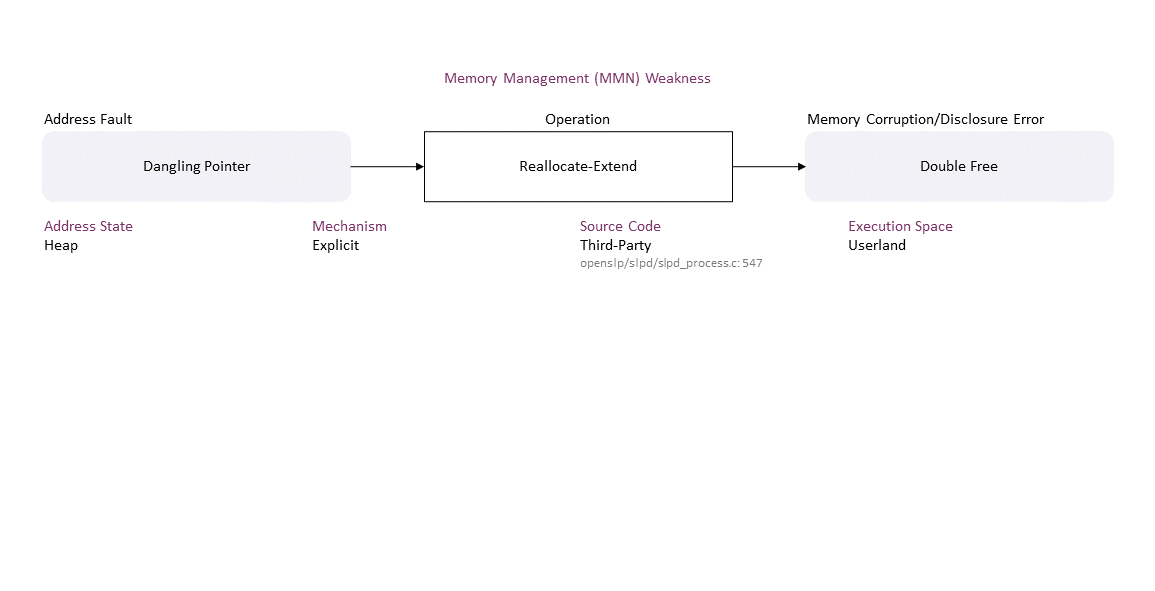 Memory Management (MMN) Weakness
Address Fault
Operation
Memory Corruption/Disclosure Error
Dangling Pointer
Reallocate-Extend
Double Free
Address State
Mechanism
Source Code
Execution Space
Heap
Explicit
Third-Party
Userland
openslp/slpd/slpd_process.c:547